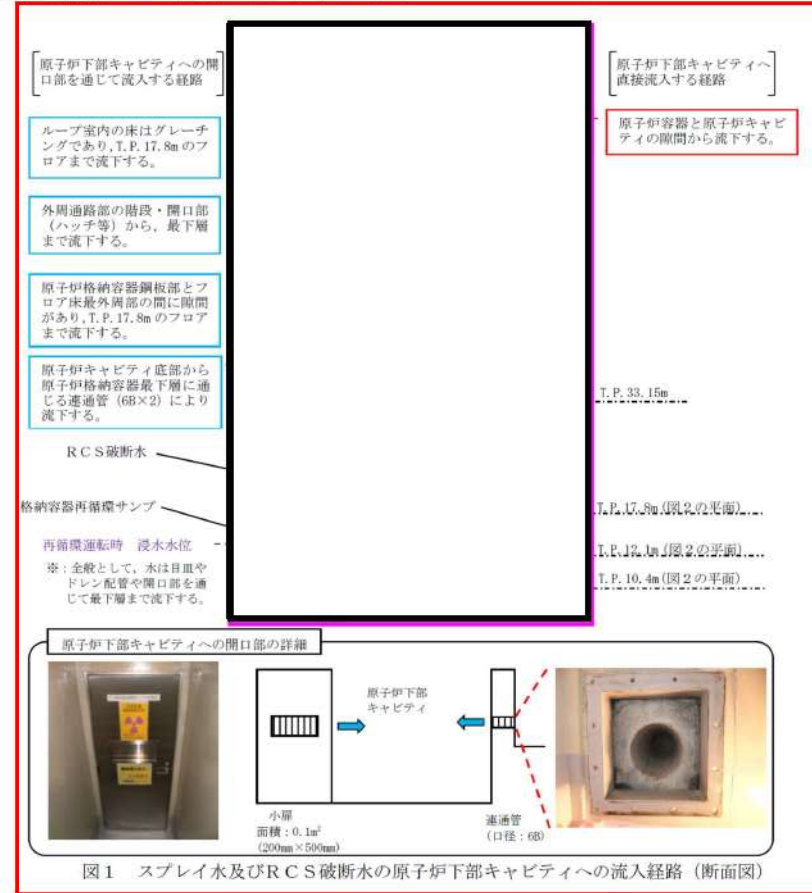 原子炉下部キャビティへの開
口部を通じて流入する経路
ループ室内の床はグレーチ
ングであり,T.P.17.8mのフ
ロアまで流下する。
外周通路部の階段・開口部
(ハッチ等)から，最下層
まで流下する。
原子炉格納容器鋼板部とフ
ロア床最外周部の間に隙間
があり,T.P.17.8mのフロア
まで流下する。
原子炉キャビティ底部から
原子炉格納容器最下層に通
じる連通管(6B×2)により
流下する。
RCS破断水
格納容器再循環サンプ
再循環運転時 浸水水位
※：全般として，水は目皿や
ドレン配管や開口部を通
じて最下層まで流下する。
原子炉下部キャビティへ
直接流入する経路
原子炉容器と原子炉キャビ
ティの隙間から流下する。
T.P.33.15m
T.P.17.8m(図2の平面)
T.P.12.1m(図2の平面)
T.P.10.4m(図2の平面)
原子炉下部キャビティへの開口部の詳細
原子炉下部
キャビティ
小扉
面積：0.1m²
(200mm×500mm)
連通管
(口径：6B)
図1 スプレイ水及びRCS破断水の原子炉下部キャビティへの流入経路(断面図)